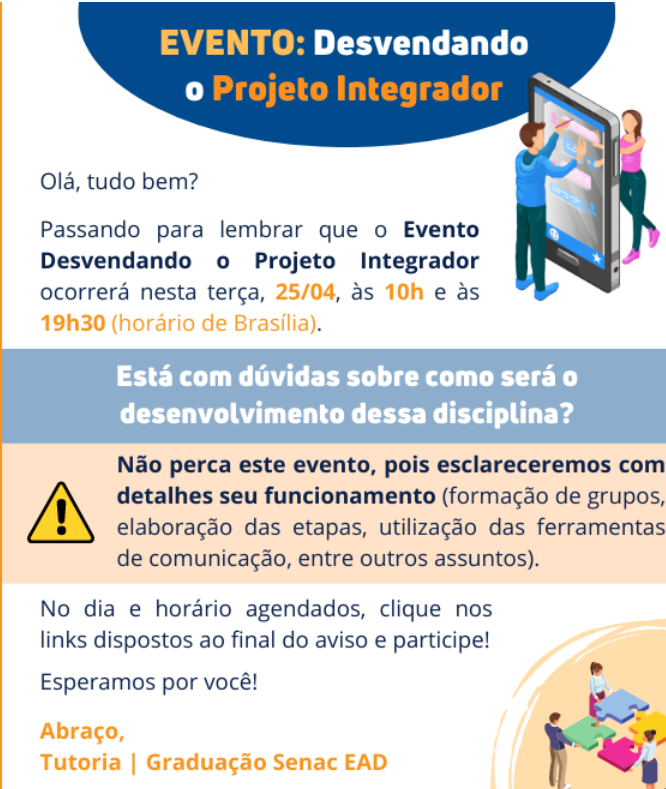 EVENTO: Desvendando
o Projeto Integrador
Olá, tudo bem?
Passando para lembrar que o Evento
Desvendando o Projeto Integrador
ocorrerá nesta terça, 25/04, às 10h e às
19h30 (horário de Brasília).
Está com dúvidas sobre como será o
desenvolvimento dessa disciplina?
Não perca este evento, pois esclareceremos com
detalhes seu funcionamento (formação de grupos,
elaboração das etapas, utilização das ferramentas
de comunicação, entre outros assuntos).
No dia e horário agendados, clique nos
links dispostos ao final do aviso e participe!
Esperamos por você!
Abraço,
Tutoria | Graduação Senac EAD